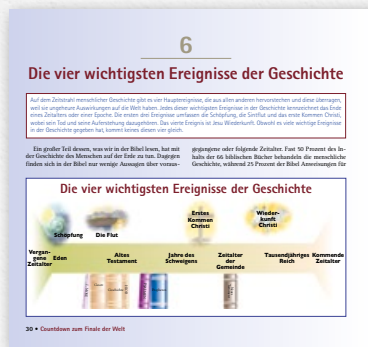 6
Die vier wichtigsten Ereignisse der Geschichte
Auf dem Zeitstrahl menschlicher Geschichte gibt es vier Hauptereignisse, die aus allen anderen hervorstechen und diese überragen,
weil sie ungeheure Auswirkungen auf die Welt haben. Jedes dieser wichtigsten Ereignisse in der Geschichte kennzeichnet das Ende
eines Zeitalters oder einer Epoche. Die ersten drei Ereignisse umfassen die Schöpfung, die Sintflut und das erste Kommen Christi,
wobei sein Tod und seine Auferstehung dazugehören. Das vierte Ereignis ist Jesu Wiederkunft. Obwohl es viele wichtige Ereignisse
in der Geschichte gegeben hat, kommt keines diesen vier gleich.
Ein großer Teil dessen, was wir in der Bibel lesen, hat mit
der Geschichte des Menschen auf der Erde zu tun. Dagegen
finden sich in der Bibel nur wenige Aussagen über voraus-
gegangene oder folgende Zeitalter. Fast 50 Prozent des In-
halts der 66 biblischen Bücher behandeln die menschliche
Geschichte, während 25 Prozent der Bibel Anweisungen für
Die vier wichtigsten Ereignisse der Geschichte
Schöpfung
Die Flut
Erstes
Kommen
Christi
Wieder-
kunft
Christi
Vergan-
gene
Zeitalter
Eden
Altes
Testament
Jahre des
Schweigens
Zeitalter
der
Gemeinde
Tausendjähriges
Reich
Kommende
Zeitalter
30 • Countdown zum Finale der Welt